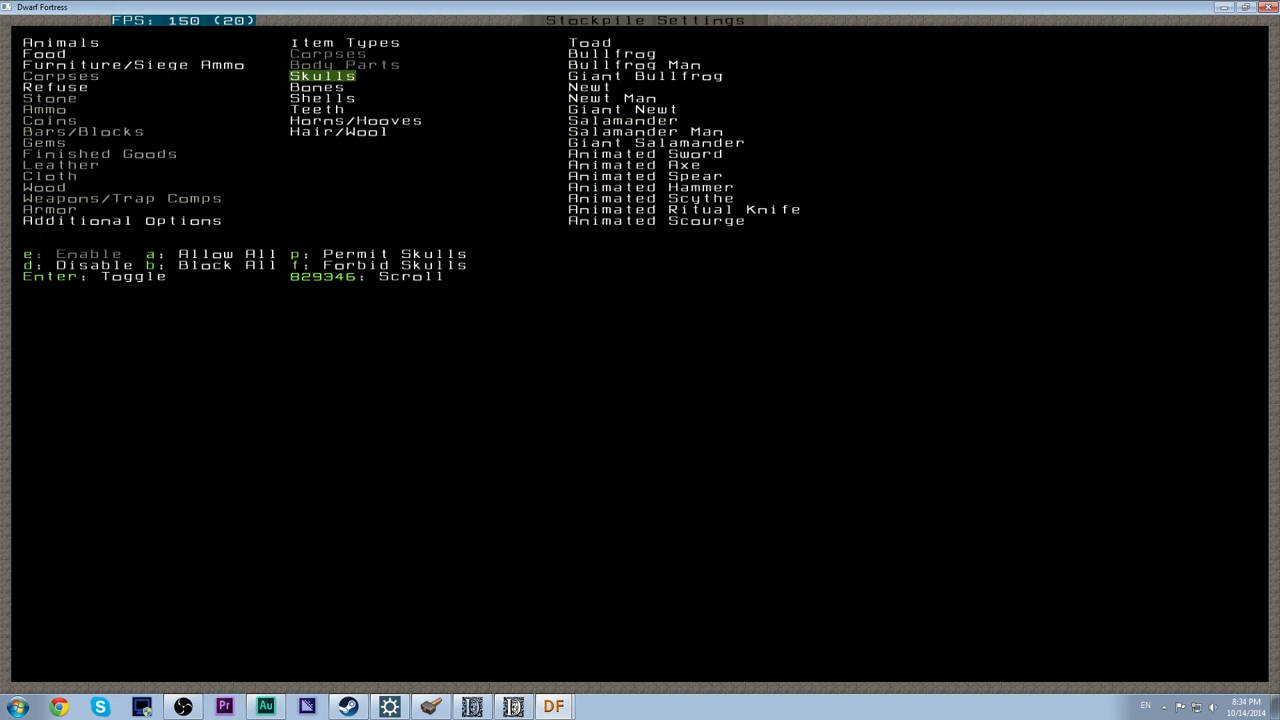 Dwarf Fortress
FPS: 150 (20)
Stockpile Settings
Animals
Food
Furniture/Siege Ammo
Corpses
Refuse
Stone
Ammo
Coins
Bars/Blocks
Gems
Finished Goods
Leather
Cloth
Wood
Weapons/Trap Comps
Armor
Additional Options
Item Types
Corpses
Body Parts
Skulls
Bones
Shells
Teeth
Horns/Hooves
Hair/Wool
Toad
Bullfrog
Bullfrog Man
Giant Bullfrog
Newt
Newt Man
Giant Newt
Salamander
Salamander Man
Giant Salamander
Animated Sword
Animated Axe
Animated Spear
Animated Hammer
Animated Scythe
Animated Ritual Knife
Animated Scourge
e: Enable a: Allow All p: Permit Skulls
d: Disable b: Block All f: Forbid Skulls
Enter: Toggle 829346: Scroll
Pr
Au
DF
EN
8:34 PM
10/14/2014